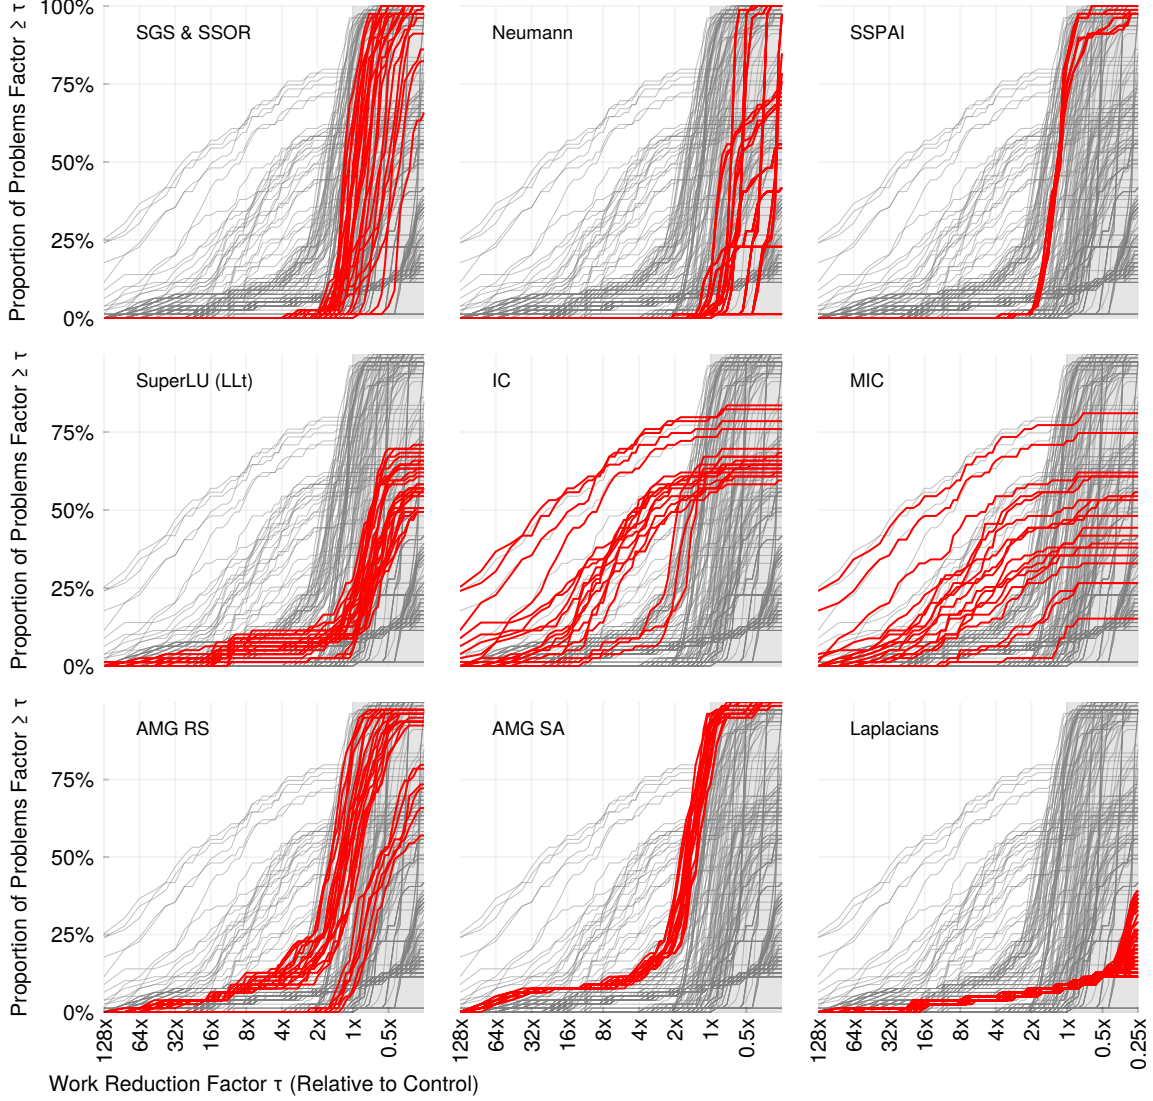 100%
75%
50%
25%
0%
Proportion of Problems Factor ≥ τ
SGS & SSOR
Neumann
SSPAI
75%
50%
25%
0%
Proportion of Problems Factor ≥ τ
SuperLU (LLt)
IC
MIC
75%
50%
25%
0%
Proportion of Problems Factor ≥ τ
AMG RS
AMG SA
Laplacians
128x 64x 32x 16x 8x 4x 2x 1x 0.5x
128x 64x 32x 16x 8x 4x 2x 1x 0.5x
128x 64x 32x 16x 8x 4x 2x 1x 0.5x 0.25x
Work Reduction Factor τ (Relative to Control)